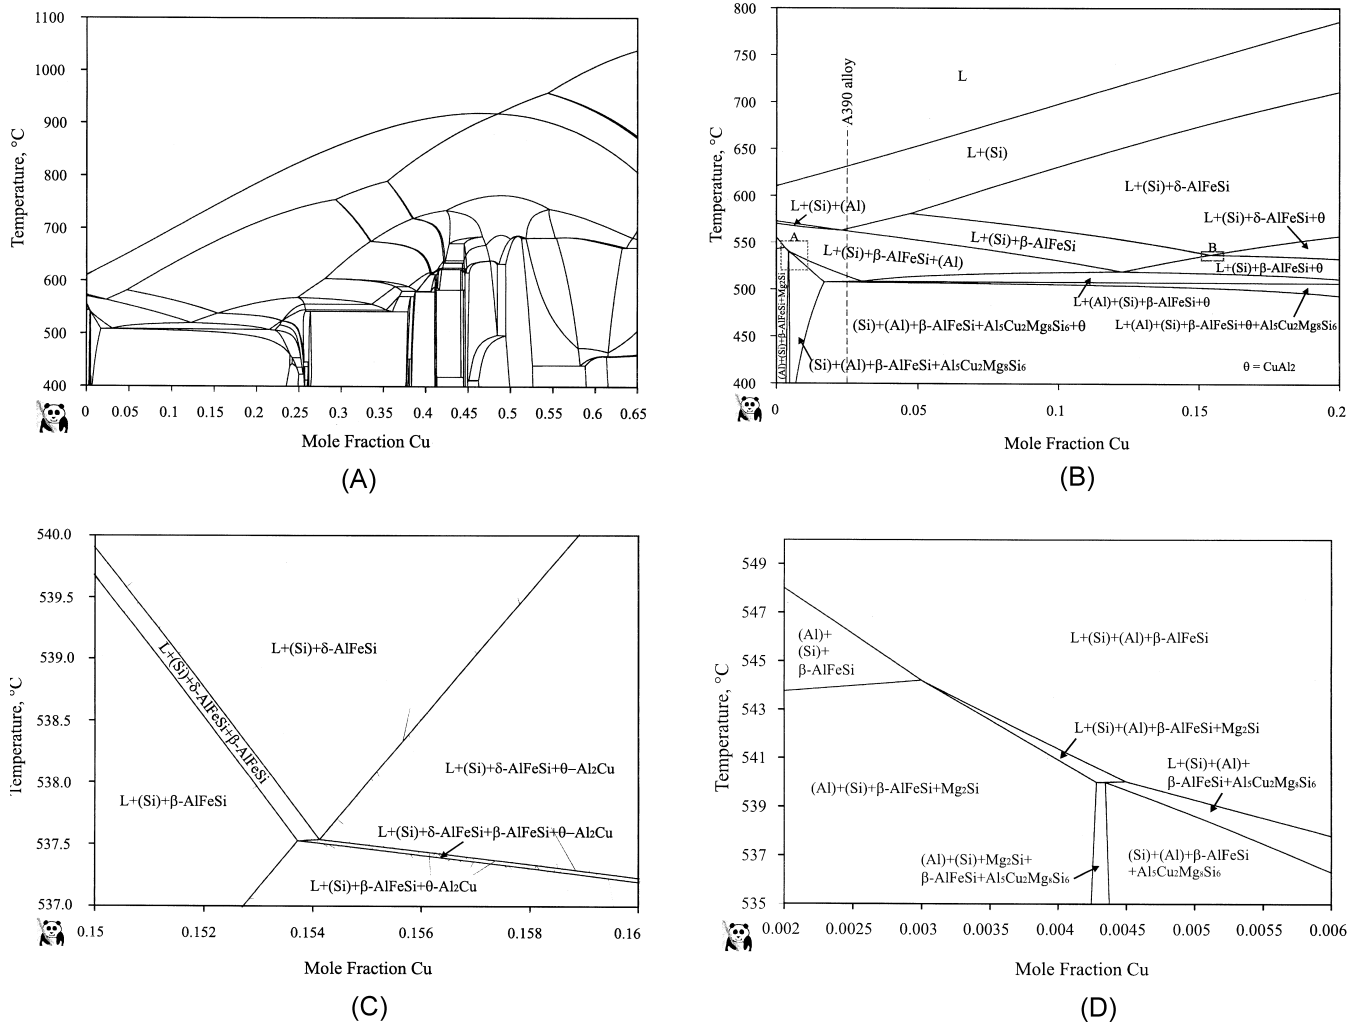 1100
1000
900
800
700
600
500
400
Temperature, °C
0 0.05 0.1 0.15 0.2 0.25 0.3 0.35 0.4 0.45 0.5 0.55 0.6 0.65
Mole Fraction Cu
(A)
800
750
700
650
600
550
500
450
400
Temperature, °C
A390 alloy
L
L+(Si)
L+(Si)+δ-AlFeSi
L+(Si)+(Al)
L+(Si)+δ-AlFeSi+θ
A
L+(Si)+β-AlFeSi
B
L+(Si)+β-AlFeSi+(Al)
L+(Si)+β-AlFeSi+θ
L+(Al)+(Si)+β-AlFeSi+θ
(Si)+(Al)+β-AlFeSi+Al5Cu2Mg8Si6+θ
L+(Al)+(Si)+β-AlFeSi+θ+Al5Cu2Mg8Si6
(Al)+(Si)+β-AlFeSi+Mg2Si
(Si)+(Al)+β-AlFeSi+Al5Cu2Mg8Si6
θ = CuAl2
0 0.05 0.1 0.15 0.2
Mole Fraction Cu
(B)
540.0
539.5
539.0
538.5
538.0
537.5
537.0
Temperature, °C
L+(Si)+δ-AlFeSi
L+(Si)+δ-AlFeSi+β-AlFeSi
L+(Si)+δ-AlFeSi+θ–Al2Cu
L+(Si)+β-AlFeSi
L+(Si)+δ-AlFeSi+β-AlFeSi+θ–Al2Cu
L+(Si)+β-AlFeSi+θ-Al2Cu
0.15 0.152 0.154 0.156 0.158 0.16
Mole Fraction Cu
(C)
549
547
545
543
541
539
537
535
Temperature, °C
(Al)+
(Si)+
β-AlFeSi
L+(Si)+(Al)+β-AlFeSi
L+(Si)+(Al)+β-AlFeSi+Mg2Si
L+(Si)+(Al)+
β-AlFeSi+Al5Cu2Mg8Si6
(Al)+(Si)+β-AlFeSi+Mg2Si
(Al)+(Si)+Mg2Si+
β-AlFeSi+Al5Cu2Mg8Si6
(Si)+(Al)+β-AlFeSi
+Al5Cu2Mg8Si6
0.002 0.0025 0.003 0.0035 0.004 0.0045 0.005 0.0055 0.006
Mole Fraction Cu
(D)